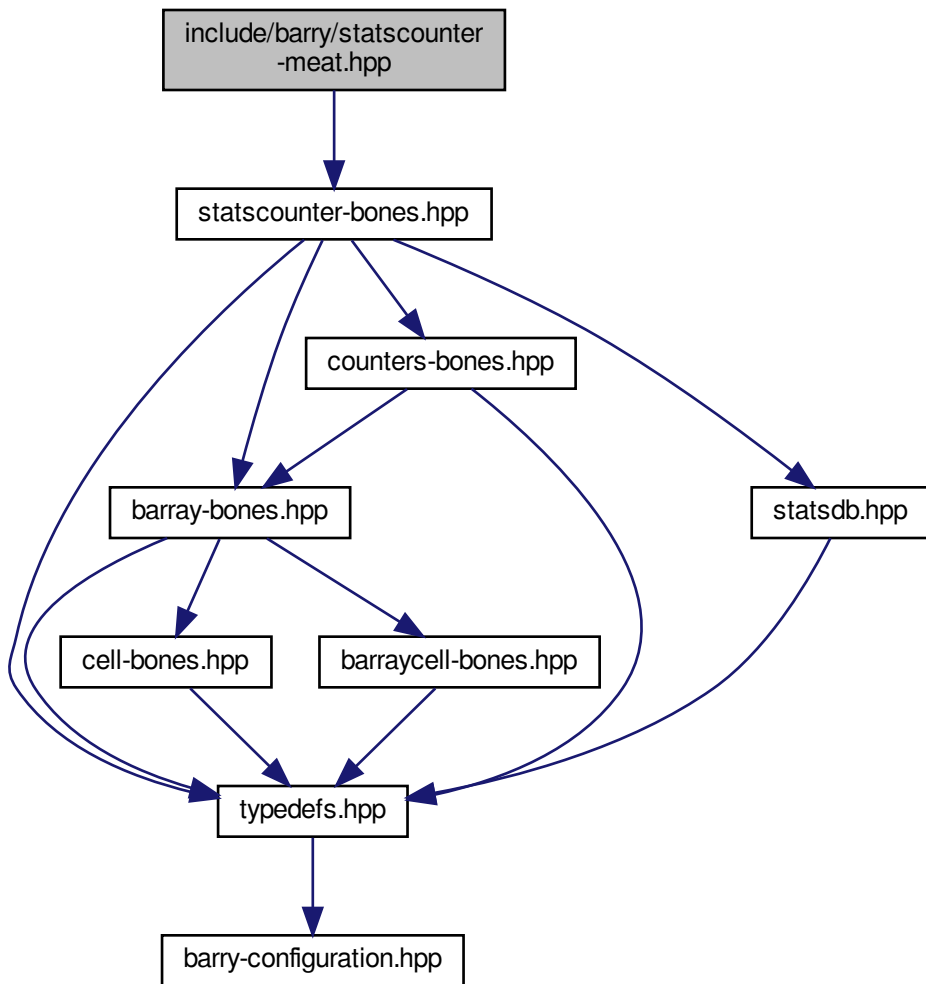 include/barry/statscounter
-meat.hpp
statscounter-bones.hpp
counters-bones.hpp
barray-bones.hpp
statsdb.hpp
cell-bones.hpp
barraycell-bones.hpp
typedefs.hpp
barry-configuration.hpp